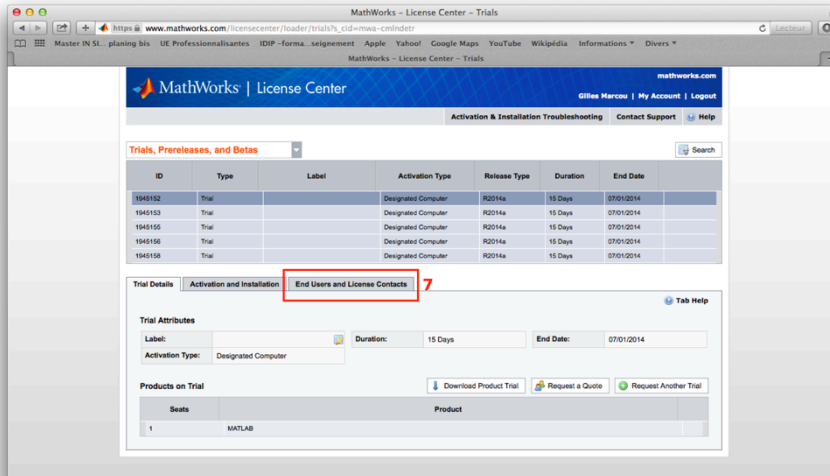 MathWorks – License Center – Trials
https www.mathworks.com/licensecenter/loader/trials?s_cid=mwa-cmlndetr
Lecteur
Master IN SI... planing bis UE Professionnalisantes IDIP –forma...seignement Apple Yahoo! Google Maps YouTube Wikipédia Informations Divers
MathWorks – License Center – Trials
mathworks.com
MathWorks | License Center
Gilles Marcou | My Account | Logout
Activation & Installation Troubleshooting Contact Support Help
Trials, Prereleases, and Betas
Search
ID Type Label Activation Type Release Type Duration End Date
1945152 Trial Designated Computer R2014a 15 Days 07/01/2014
1945153 Trial Designated Computer R2014a 15 Days 07/01/2014
1945155 Trial Designated Computer R2014a 15 Days 07/01/2014
1945156 Trial Designated Computer R2014a 15 Days 07/01/2014
1945158 Trial Designated Computer R2014a 15 Days 07/01/2014
Trial Details Activation and Installation End Users and License Contacts 7
Tab Help
Trial Attributes
Label: Duration: 15 Days End Date: 07/01/2014
Activation Type: Designated Computer
Products on Trial Download Product Trial Request a Quote Request Another Trial
Seats Product
1 MATLAB